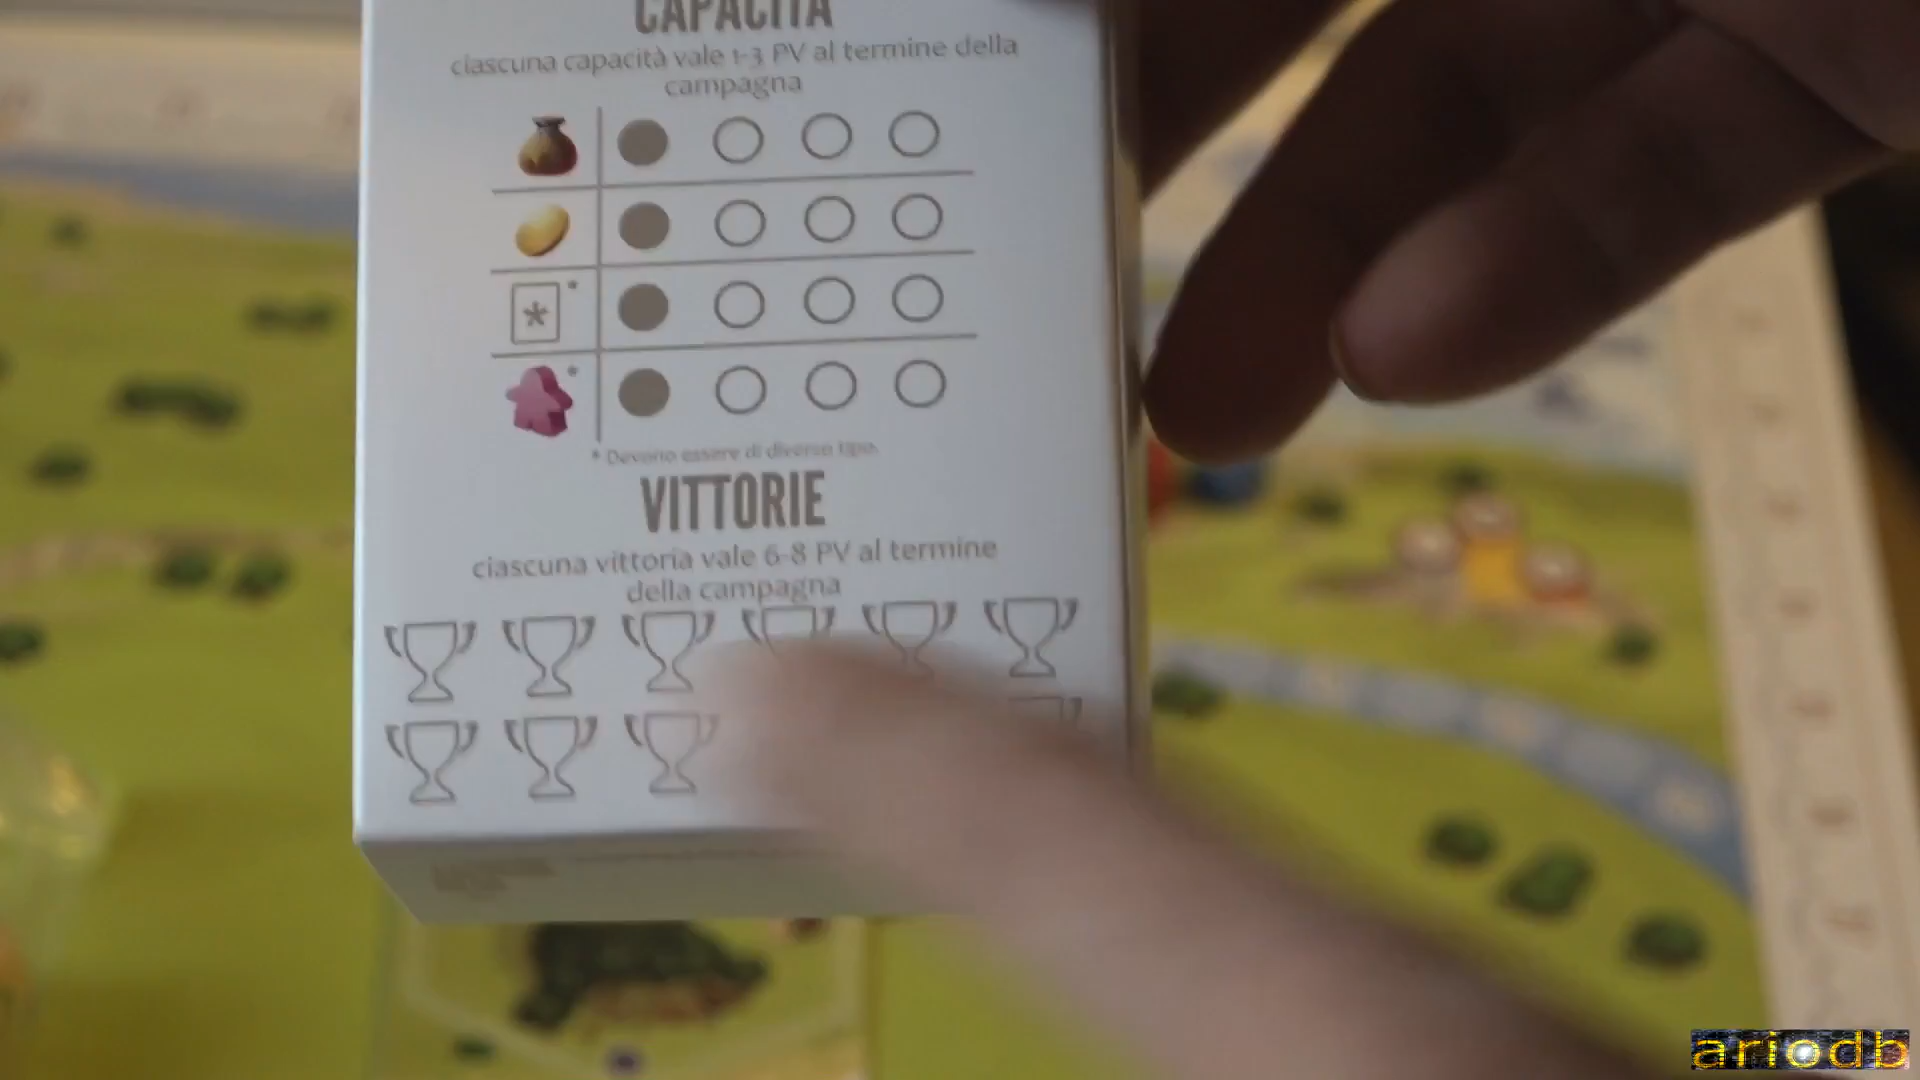 CAPACITÀ
ciascuna capacità vale 1-3 PV al termine della
campagna
*
* Devono essere di diverso tipo.
VITTORIE
ciascuna vittoria vale 6-8 PV al termine
della campagna
ariodb